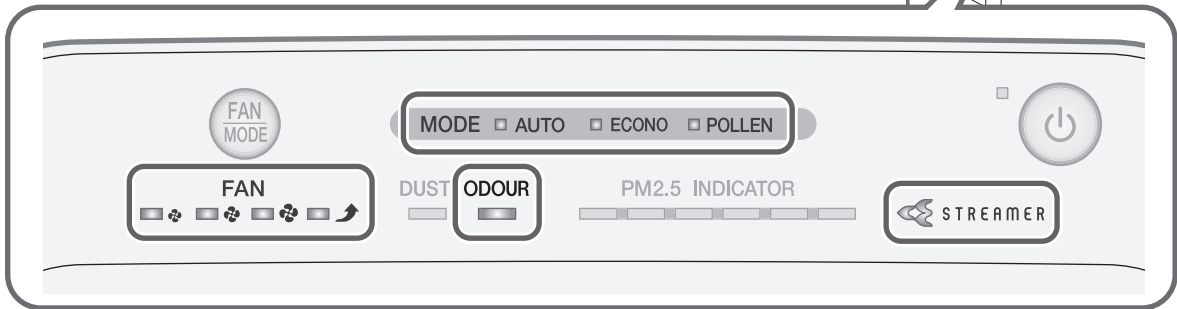 FAN
MODE
MODE AUTO ECONO POLLEN
FAN
DUST ODOUR PM2.5 INDICATOR
STREAMER